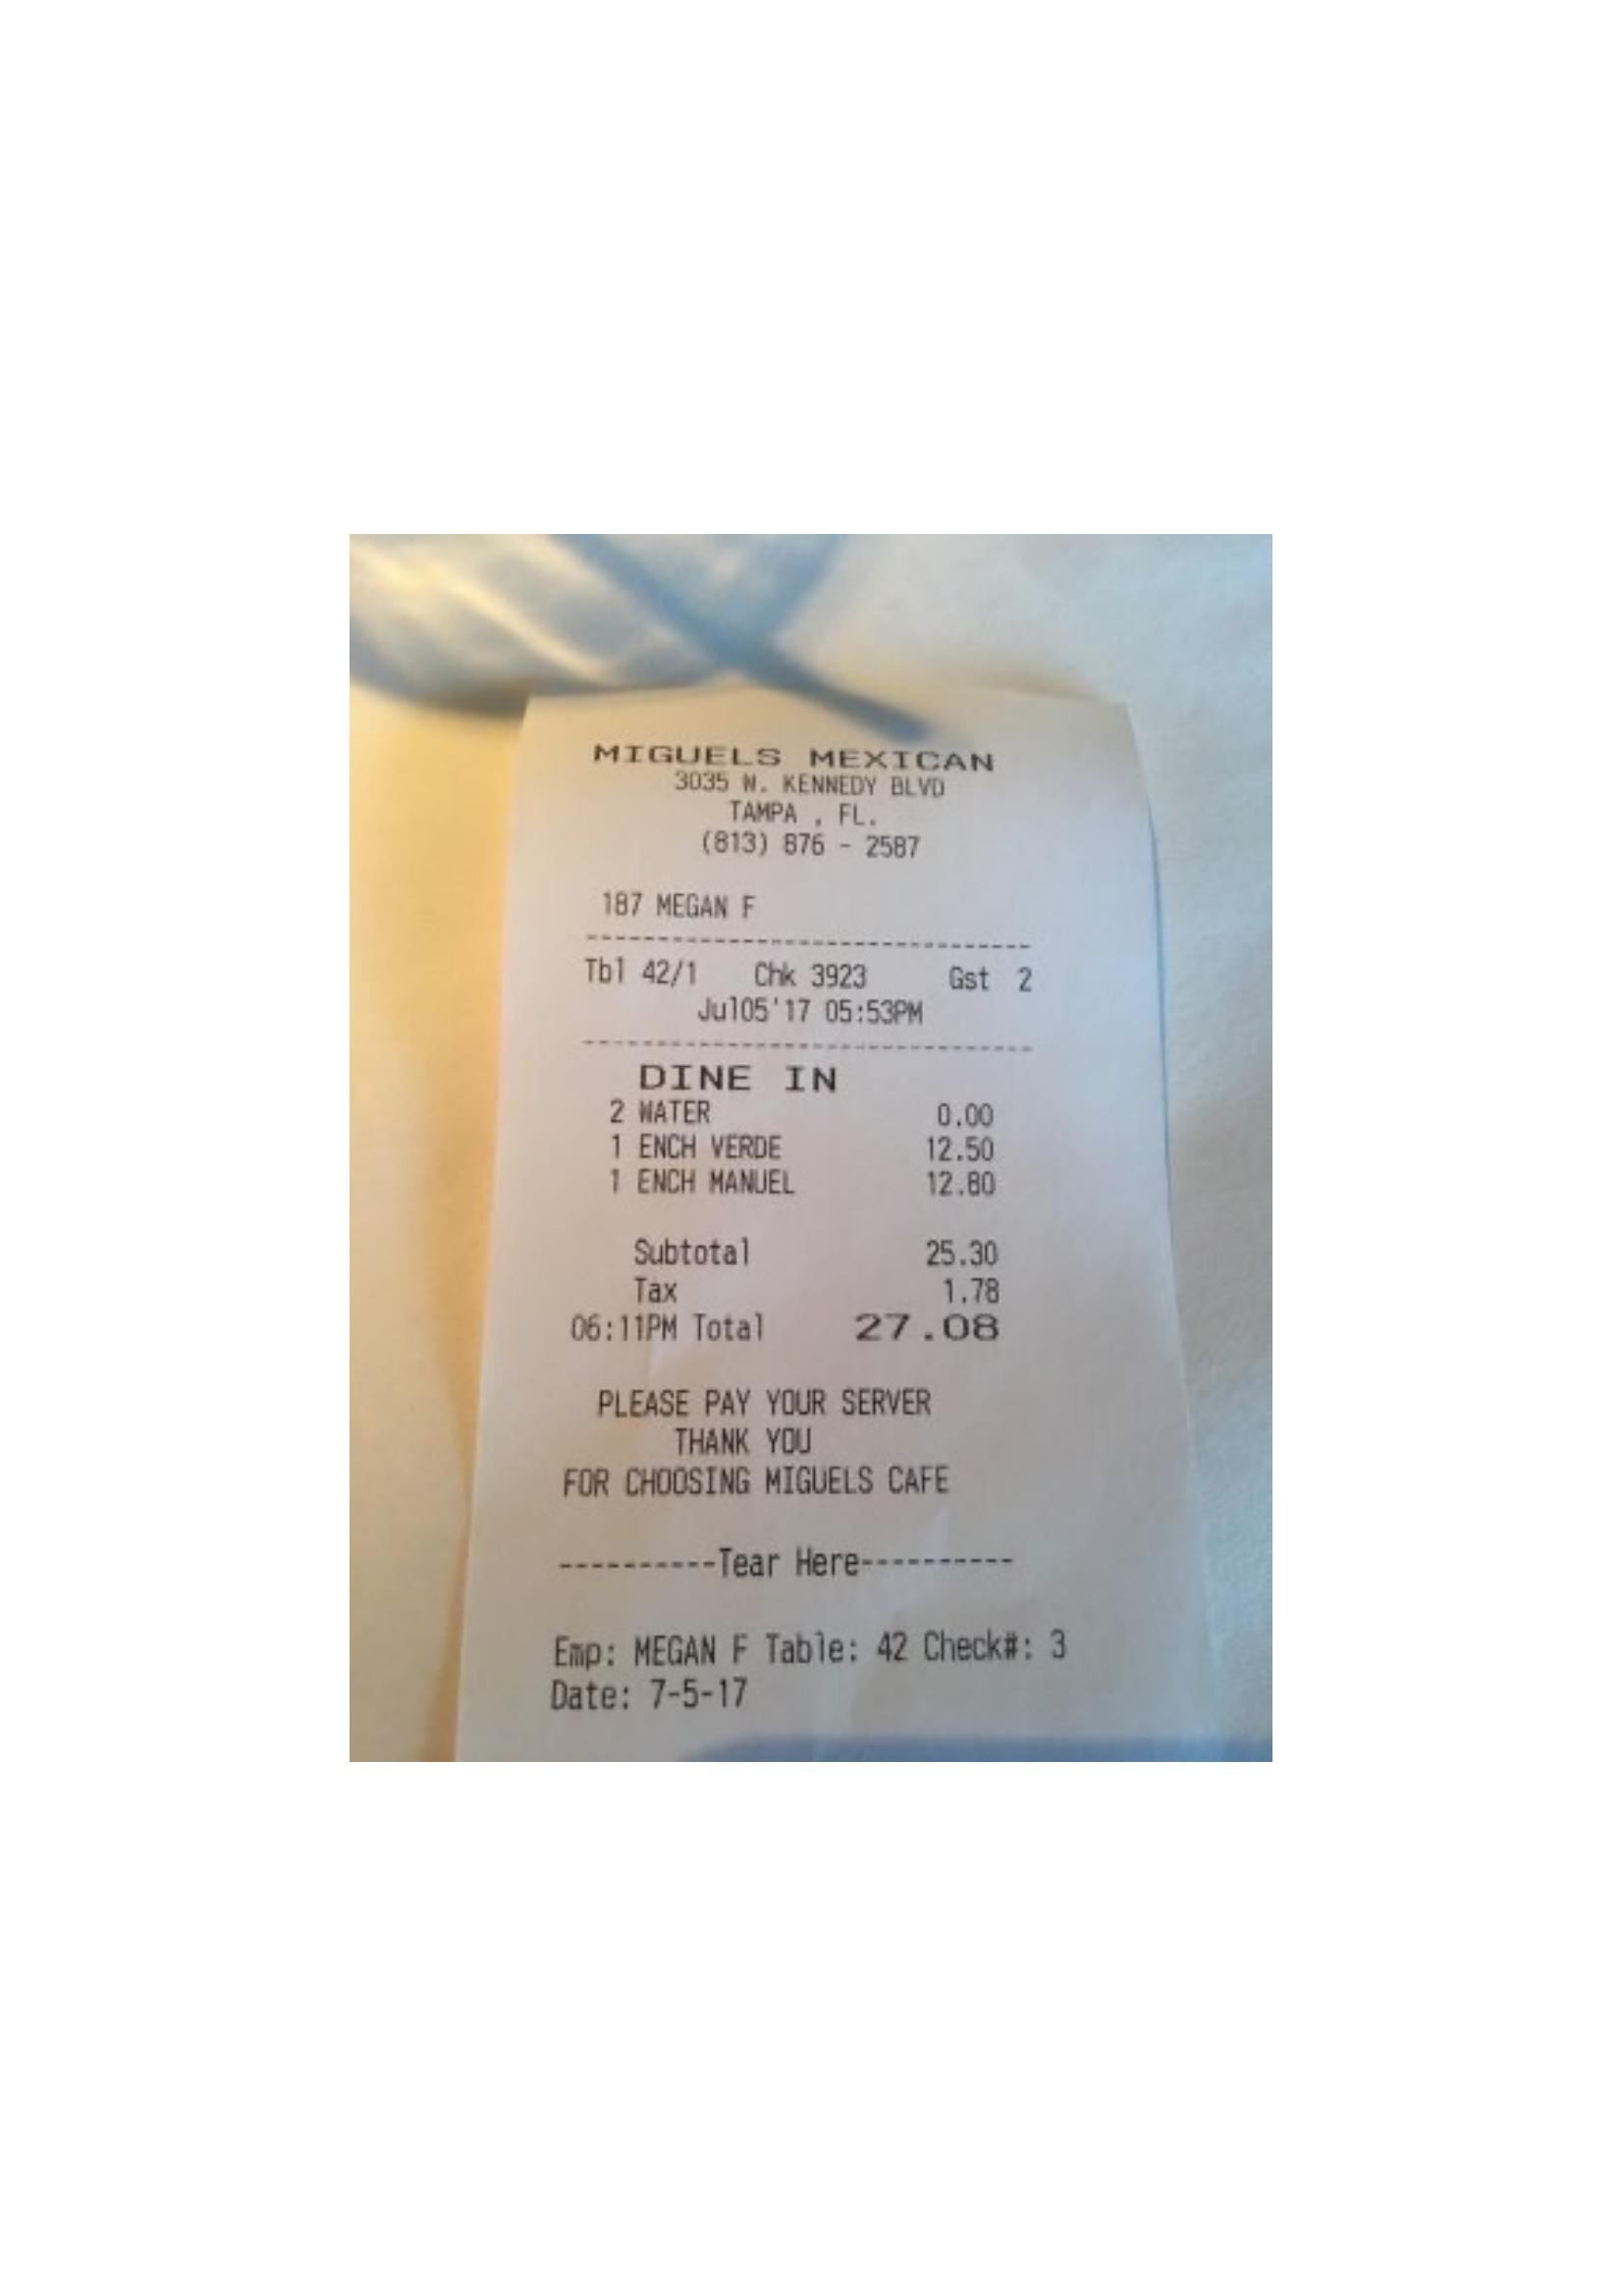 MIGUELS MEXICAN
3035 W. KENNEDY BLVD
TAMPA , FL.
(813) 876 - 2587
187 MEGAN F
--------------------------------
Tbl 42/1 Chk 3923 Gst 2
Jul05'17 05:53PM
--------------------------------
DINE IN
2 WATER 0.00
1 ENCH VERDE 12.50
1 ENCH MANUEL 12.80
Subtotal 25.30
Tax 1.78
06:11PM Total 27.08
PLEASE PAY YOUR SERVER
THANK YOU
FOR CHOOSING MIGUELS CAFE
----------Tear Here----------
Emp: MEGAN F Table: 42 Check#: 3
Date: 7-5-17